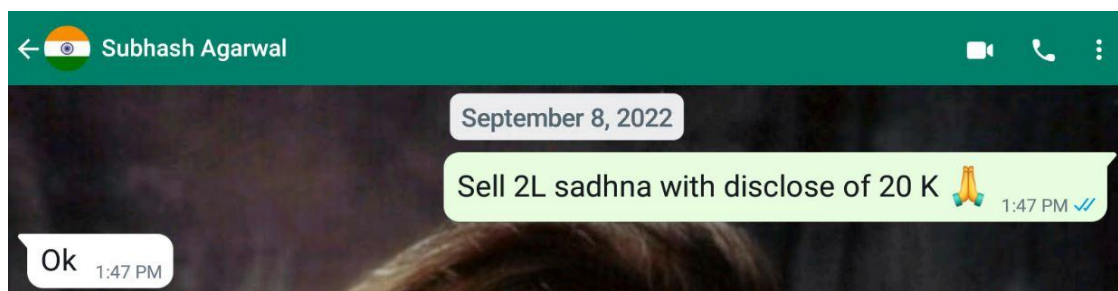 Subhash Agarwal
September 8, 2022
Sell 2L sadhna with disclose of 20 K 🙏 1:47 PM
Ok 1:47 PM